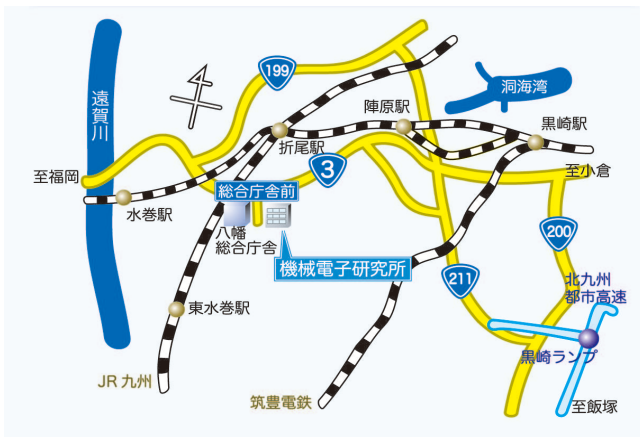 199
遠賀川
洞海湾
陣原駅
黒崎駅
折尾駅
3
至福岡
至小倉
総合庁舎前
水巻駅
八幡
総合庁舎
200
機械電子研究所
211
北九州
都市高速
東水巻駅
黒崎ランプ
JR 九州
筑豊電鉄
至飯塚